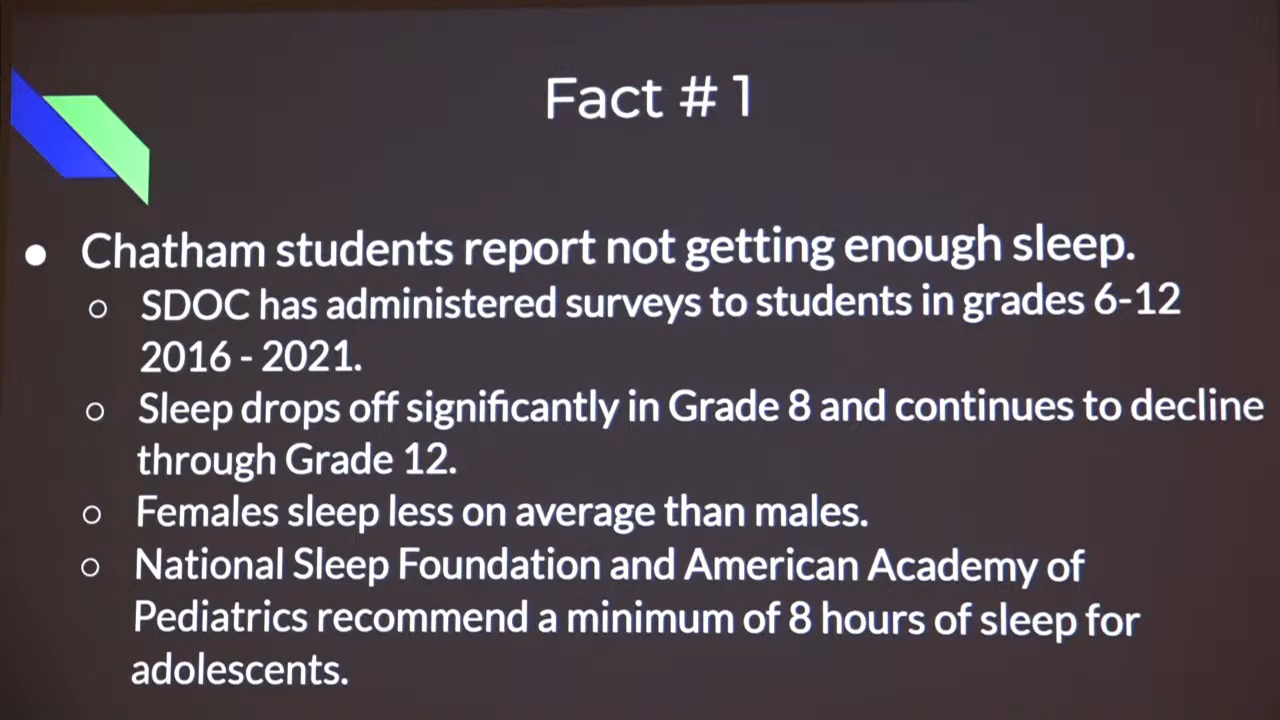 Fact # 1
● Chatham students report not getting enough sleep.
○ SDOC has administered surveys to students in grades 6-12
2016 - 2021.
○ Sleep drops off significantly in Grade 8 and continues to decline
through Grade 12.
○ Females sleep less on average than males.
○ National Sleep Foundation and American Academy of
Pediatrics recommend a minimum of 8 hours of sleep for
adolescents.